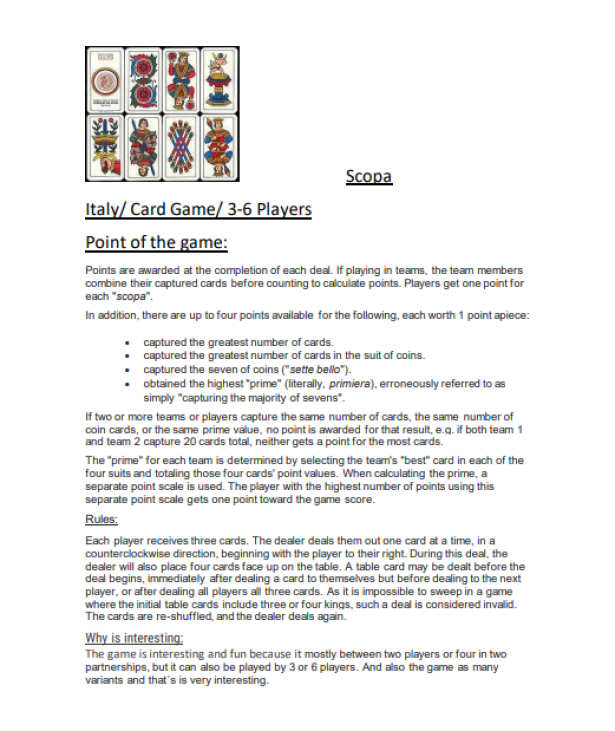 Scopa
Italy/ Card Game/ 3-6 Players
Point of the game:
Points are awarded at the completion of each deal. If playing in teams, the team members
combine their captured cards before counting to calculate points. Players get one point for
each "scopa".
In addition, there are up to four points available for the following, each worth 1 point apiece:
• captured the greatest number of cards.
• captured the greatest number of cards in the suit of coins.
• captured the seven of coins ("sette bello").
• obtained the highest "prime" (literally, primiera), erroneously referred to as
simply "capturing the majority of sevens".
If two or more teams or players capture the same number of cards, the same number of
coin cards, or the same prime value, no point is awarded for that result, e.g. if both team 1
and team 2 capture 20 cards total, neither gets a point for the most cards.
The "prime" for each team is determined by selecting the team's "best" card in each of the
four suits and totaling those four cards' point values. When calculating the prime, a
separate point scale is used. The player with the highest number of points using this
separate point scale gets one point toward the game score.
Rules:
Each player receives three cards. The dealer deals them out one card at a time, in a
counterclockwise direction, beginning with the player to their right. During this deal, the
dealer will also place four cards face up on the table. A table card may be dealt before the
deal begins, immediately after dealing a card to themselves but before dealing to the next
player, or after dealing all players all three cards. As it is impossible to sweep in a game
where the initial table cards include three or four kings, such a deal is considered invalid.
The cards are re-shuffled, and the dealer deals again.
Why is interesting:
The game is interesting and fun because it mostly between two players or four in two
partnerships, but it can also be played by 3 or 6 players. And also the game as many
variants and that´s is very interesting.